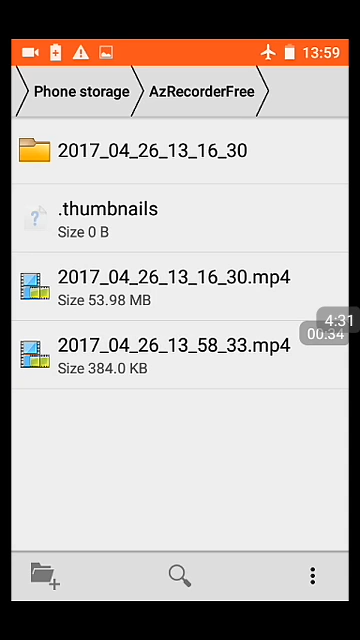 13:59
Phone storage
AzRecorderFree
2017_04_26_13_16_30
?
.thumbnails
Size 0 B
2017_04_26_13_16_30.mp4
Size 53.98 MB
4:31
00:34
2017_04_26_13_58_33.mp4
Size 384.0 KB